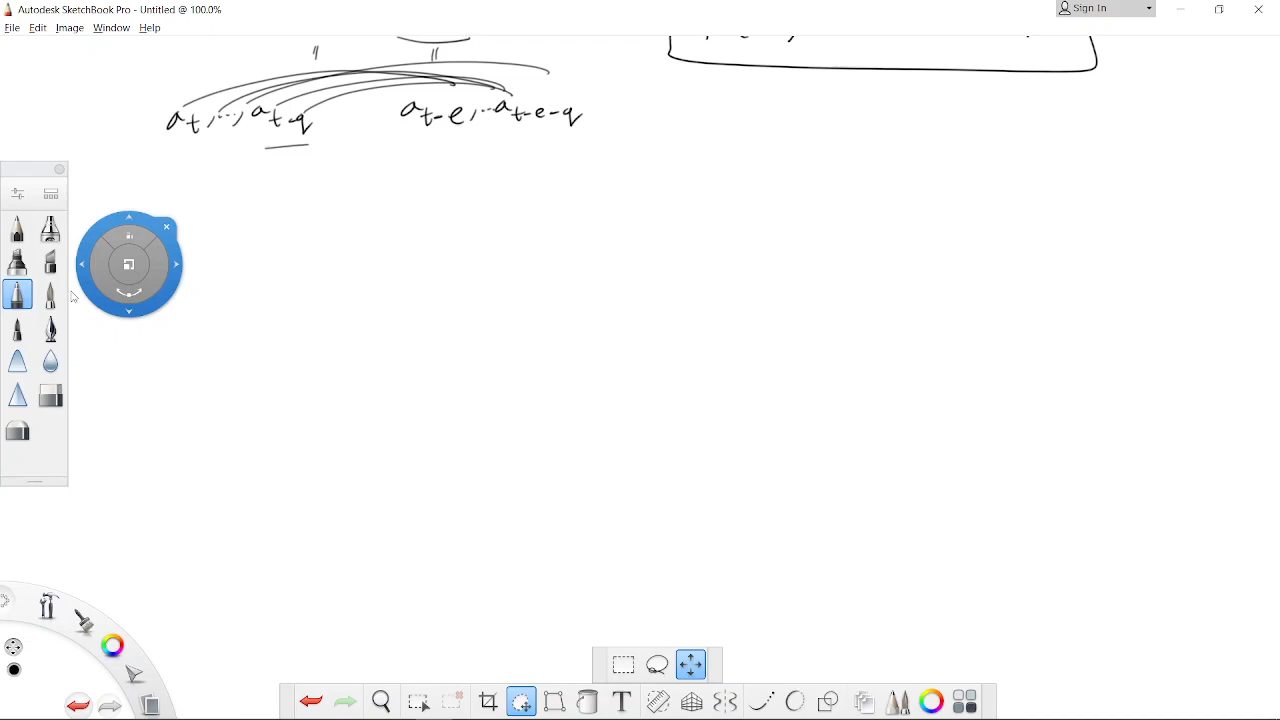 Autodesk SketchBook Pro - Untitled @ 100.0%
Sign In
File Edit Image Window Help
a_t, ..., a_{t-q} a_{t-e}, ... a_{t-e-q}
T